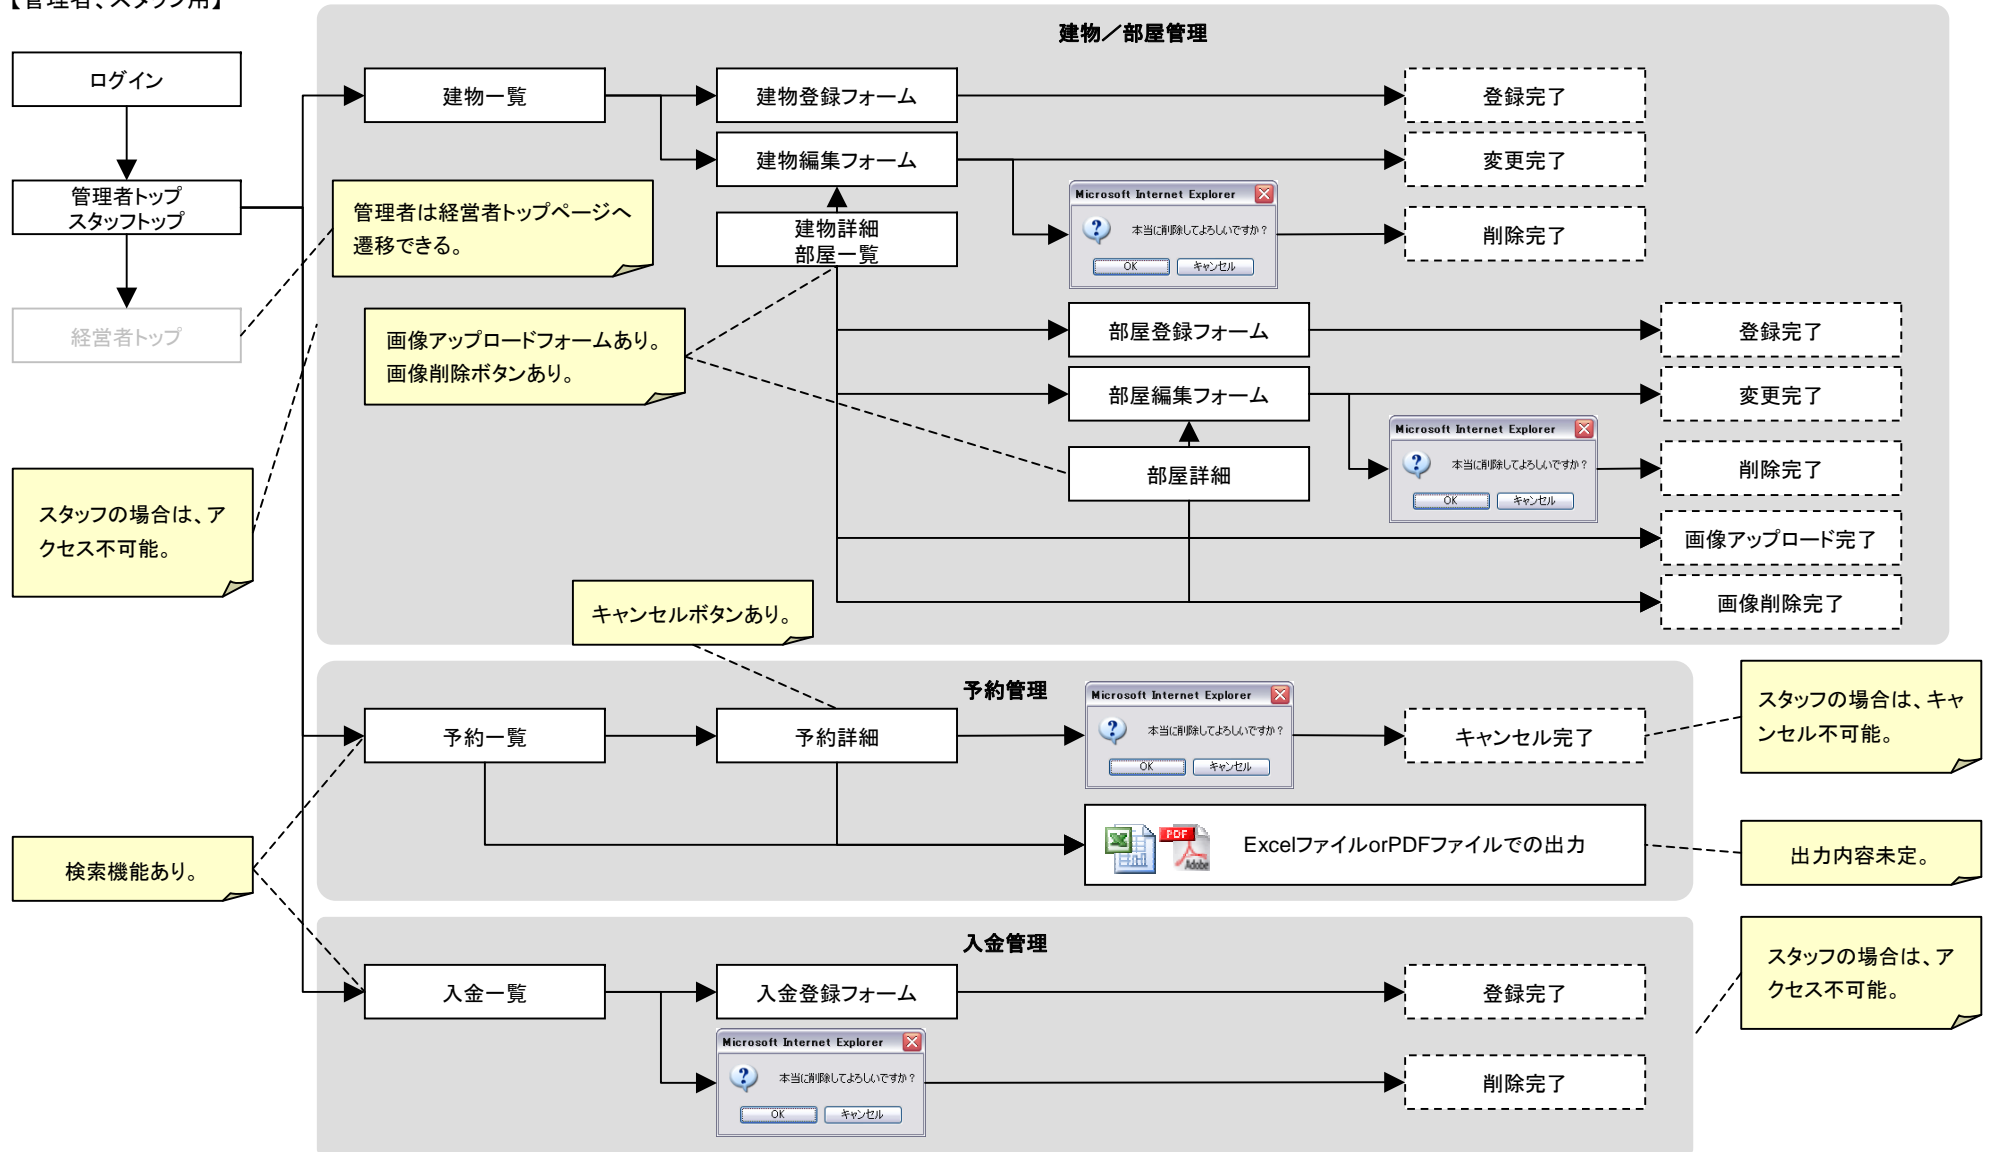 【管理者、スタッフ用】
建物／部屋管理
ログイン
建物一覧
建物登録フォーム
登録完了
建物編集フォーム
変更完了
管理者トップ
スタッフトップ
管理者は経営者トップページへ
遷移できる。
建物詳細
部屋一覧
Microsoft Internet Explorer
本当に削除してよろしいですか？
OK
キャンセル
削除完了
経営者トップ
画像アップロードフォームあり。
画像削除ボタンあり。
部屋登録フォーム
登録完了
部屋編集フォーム
変更完了
Microsoft Internet Explorer
本当に削除してよろしいですか？
OK
キャンセル
部屋詳細
削除完了
スタッフの場合は、ア
クセス不可能。
画像アップロード完了
画像削除完了
キャンセルボタンあり。
予約管理
予約一覧
予約詳細
Microsoft Internet Explorer
本当に削除してよろしいですか？
OK
キャンセル
キャンセル完了
スタッフの場合は、キャ
ンセル不可能。
検索機能あり。
PDF
Adobe
ExcelファイルorPDFファイルでの出力
出力内容未定。
入金管理
入金一覧
入金登録フォーム
登録完了
スタッフの場合は、ア
クセス不可能。
Microsoft Internet Explorer
本当に削除してよろしいですか？
OK
キャンセル
削除完了